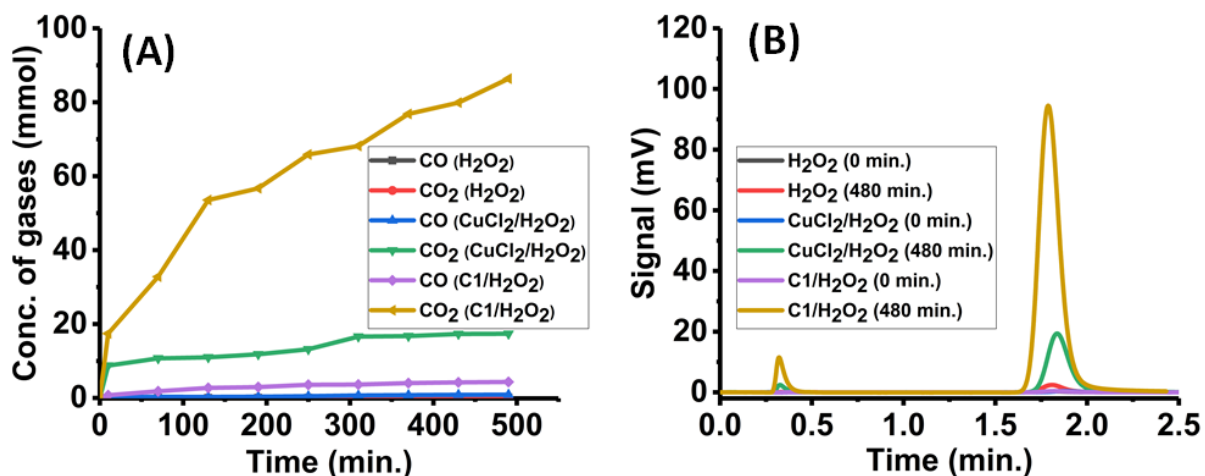 (A)
Conc. of gases (mmol)
100
80
60
40
20
0
CO (H₂O₂)
CO₂ (H₂O₂)
CO (CuCl₂/H₂O₂)
CO₂ (CuCl₂/H₂O₂)
CO (C1/H₂O₂)
CO₂ (C1/H₂O₂)
0 100 200 300 400 500
Time (min.)
(B)
Signal (mV)
120
100
80
60
40
20
0
H₂O₂ (0 min.)
H₂O₂ (480 min.)
CuCl₂/H₂O₂ (0 min.)
CuCl₂/H₂O₂ (480 min.)
C1/H₂O₂ (0 min.)
C1/H₂O₂ (480 min.)
0.0 0.5 1.0 1.5 2.0 2.5
Time (min.)